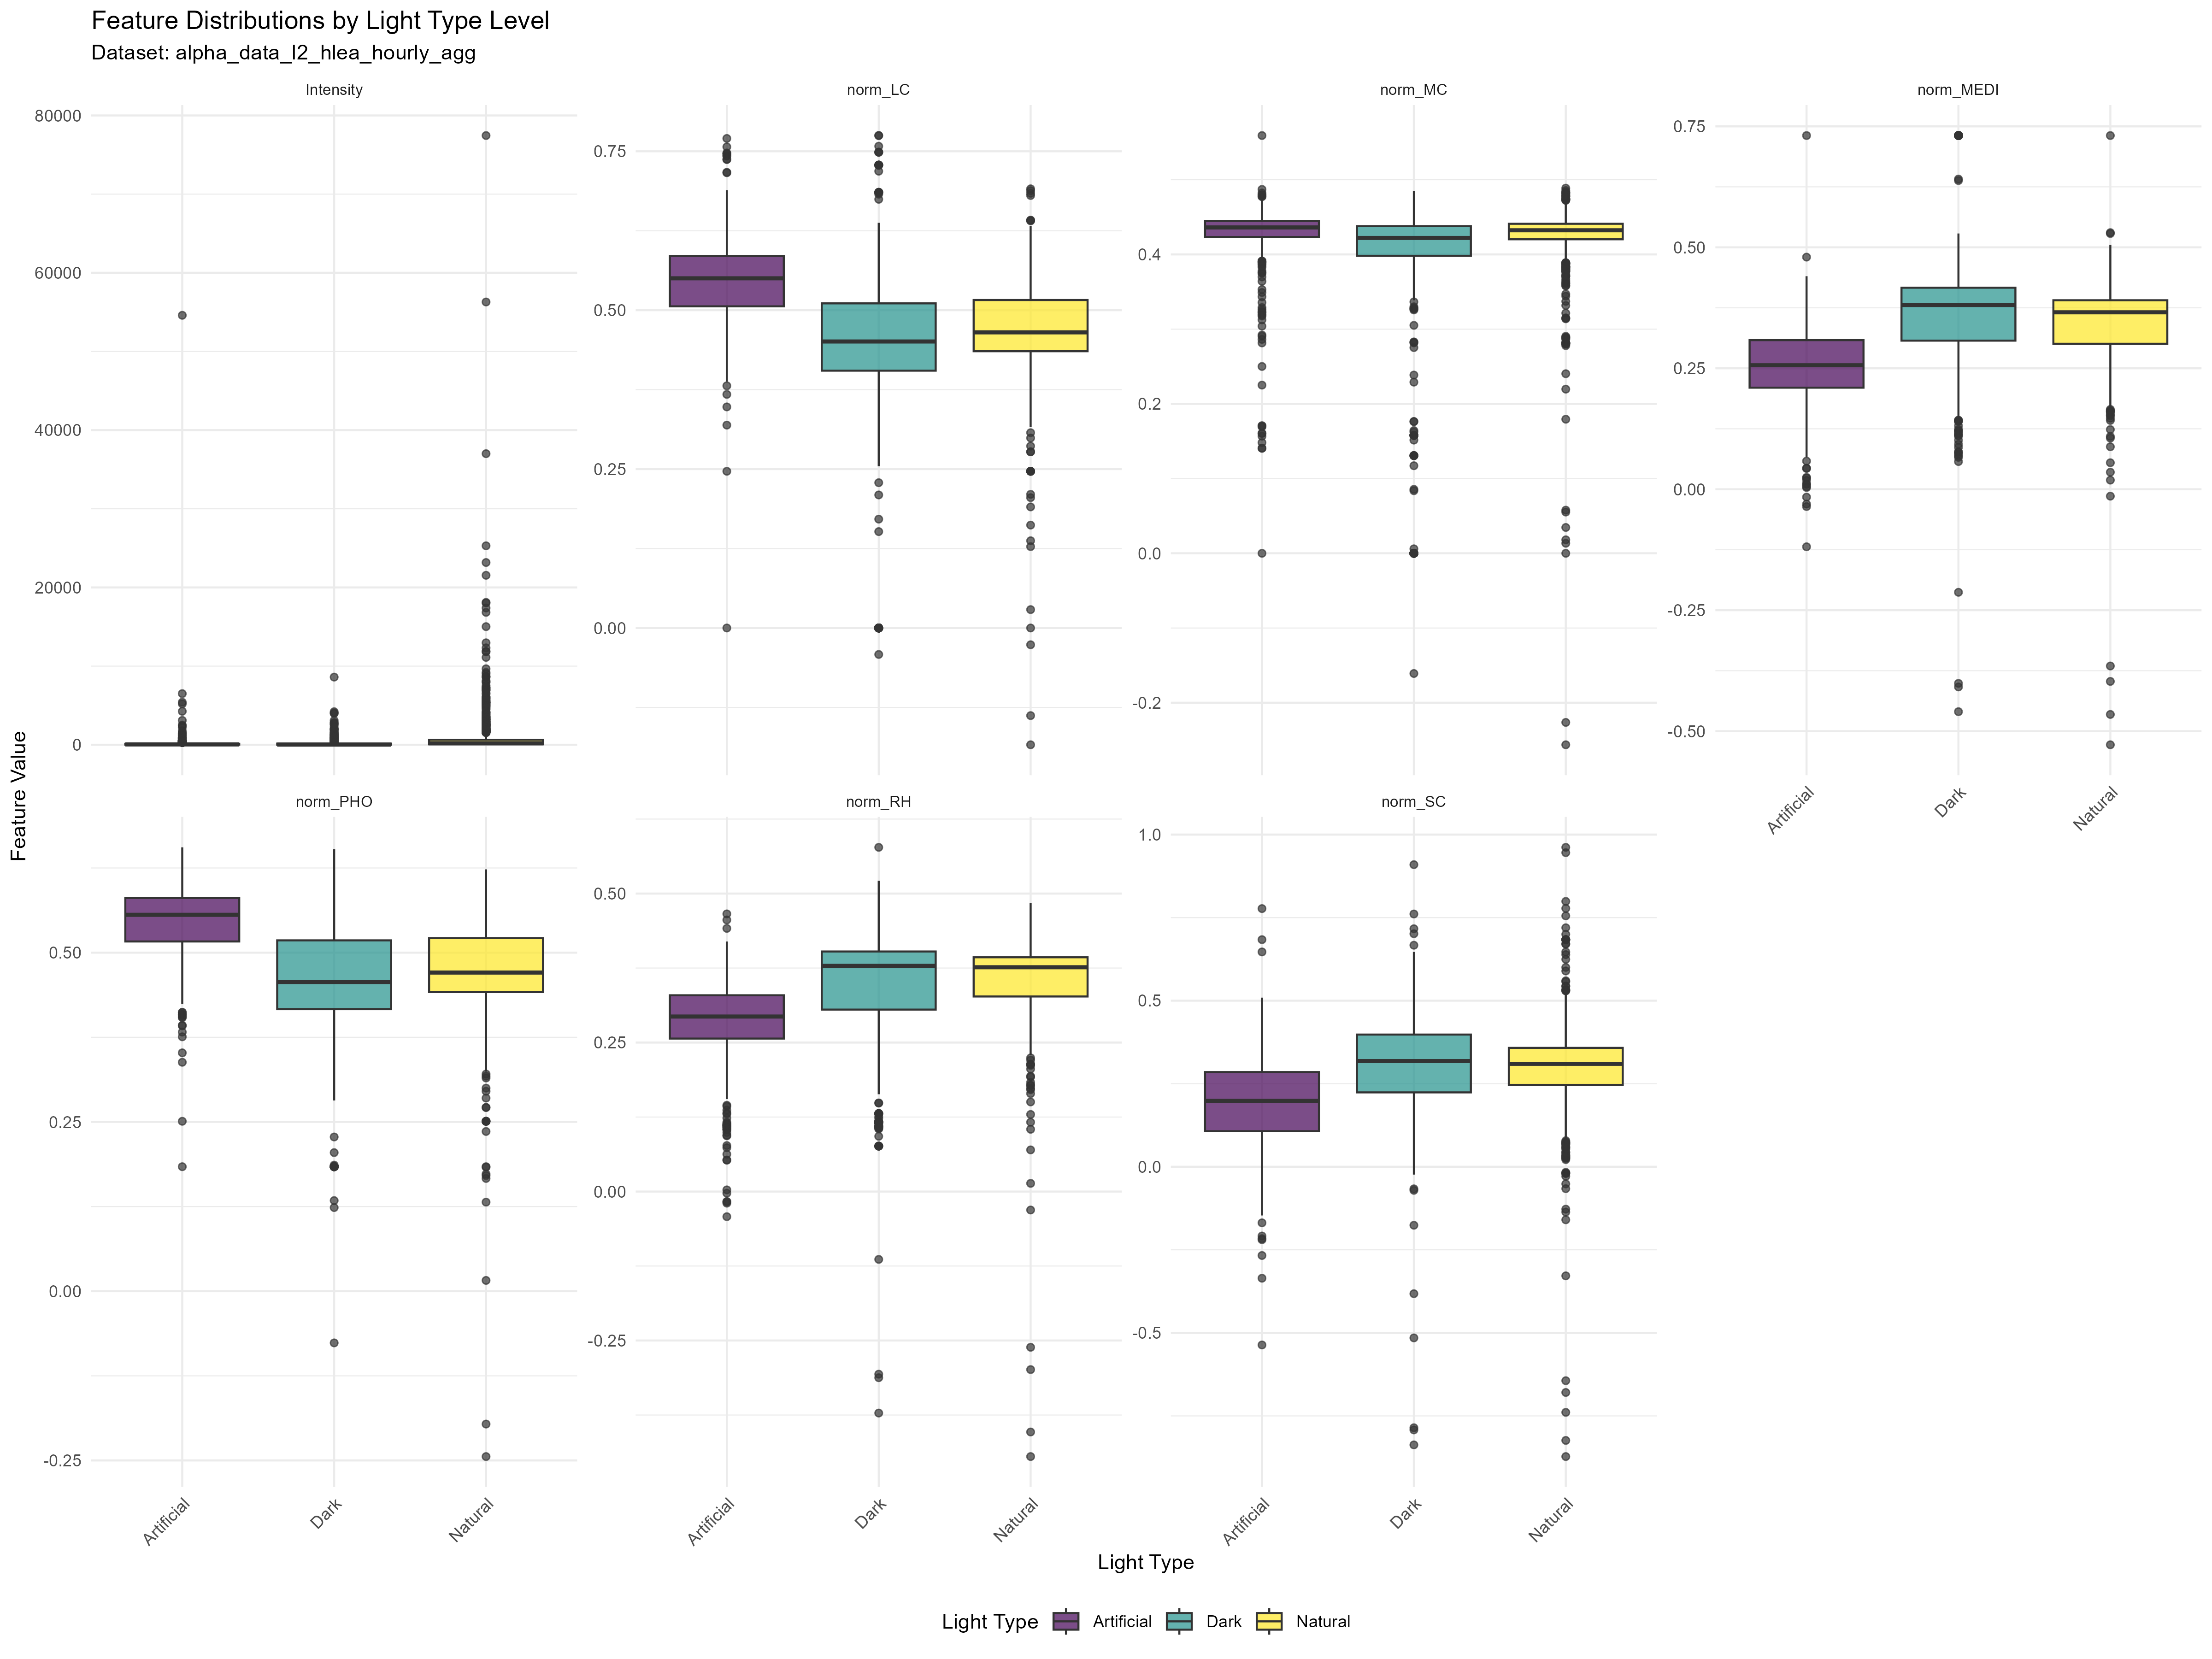 Feature Distributions by Light Type Level
Dataset: alpha_data_l2_hlea_hourly_agg
Intensity
norm_LC
norm_MC
norm_MEDI
80000
60000
40000
20000
0
0.75
0.50
0.25
0.00
0.4
0.2
0.0
-0.2
0.75
0.50
0.25
0.00
-0.25
-0.50
Artificial
Dark
Natural
Feature Value
norm_PHO
norm_RH
norm_SC
0.50
0.25
0.00
-0.25
0.50
0.25
0.00
-0.25
1.0
0.5
0.0
-0.5
Artificial
Dark
Natural
Artificial
Dark
Natural
Artificial
Dark
Natural
Light Type
Light Type Artificial Dark Natural